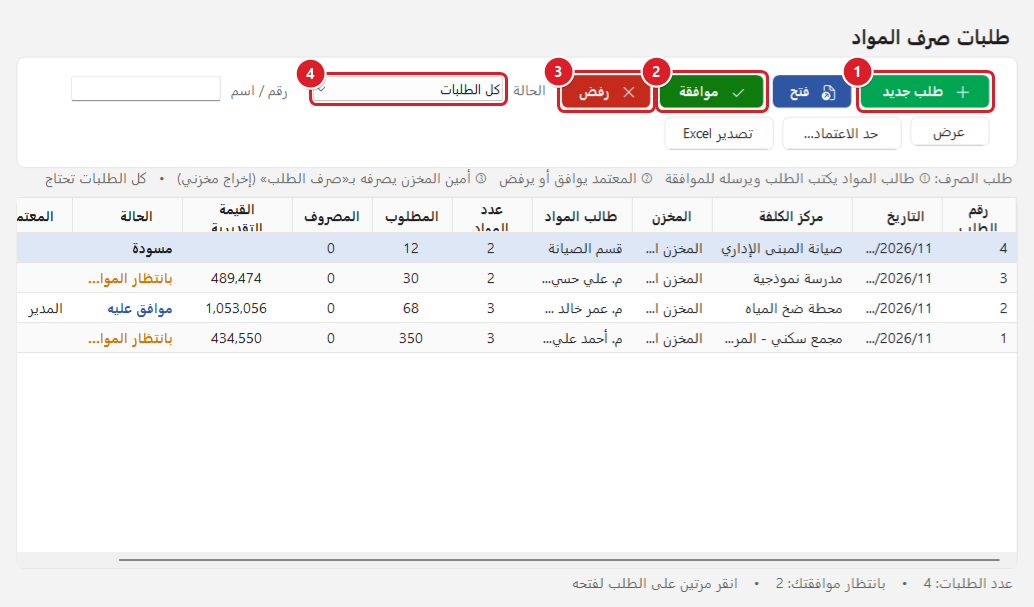 طلبات صرف المواد
1 2 3 4
طلب جديد فتح موافقة رفض الحالة كل الطلبات رقم / اسم
عرض حد الاعتماد... تصدير Excel
طلب الصرف: ① طالب المواد يكتب الطلب ويرسله للموافقة ② المعتمد يوافق أو يرفض ③ أمين المخزن يصرفه بـ«صرف الطلب» (إخراج مخزني) • كل الطلبات تحتاج
رقم الطلب التاريخ مركز الكلفة المخزن طالب المواد عدد المواد المطلوب المصروف القيمة التقديرية الحالة المعتم
4 2026/11/... صيانة المبنى الإداري المخزن ا... قسم الصيانة 2 12 0 مسودة
3 2026/11/... مدرسة نموذجية المخزن ا... م. علي حسي... 2 30 0 489,474 بانتظار الموا...
2 2026/11/... محطة ضخ المياه المخزن ا... م. عمر خالد ... 3 68 0 1,053,056 موافق عليه المدير
1 2026/11/... مجمع سكني - المر... المخزن ا... م. أحمد علي... 3 350 0 434,550 بانتظار الموا...
عدد الطلبات: 4 • بانتظار موافقتك: 2 • انقر مرتين على الطلب لفتحه